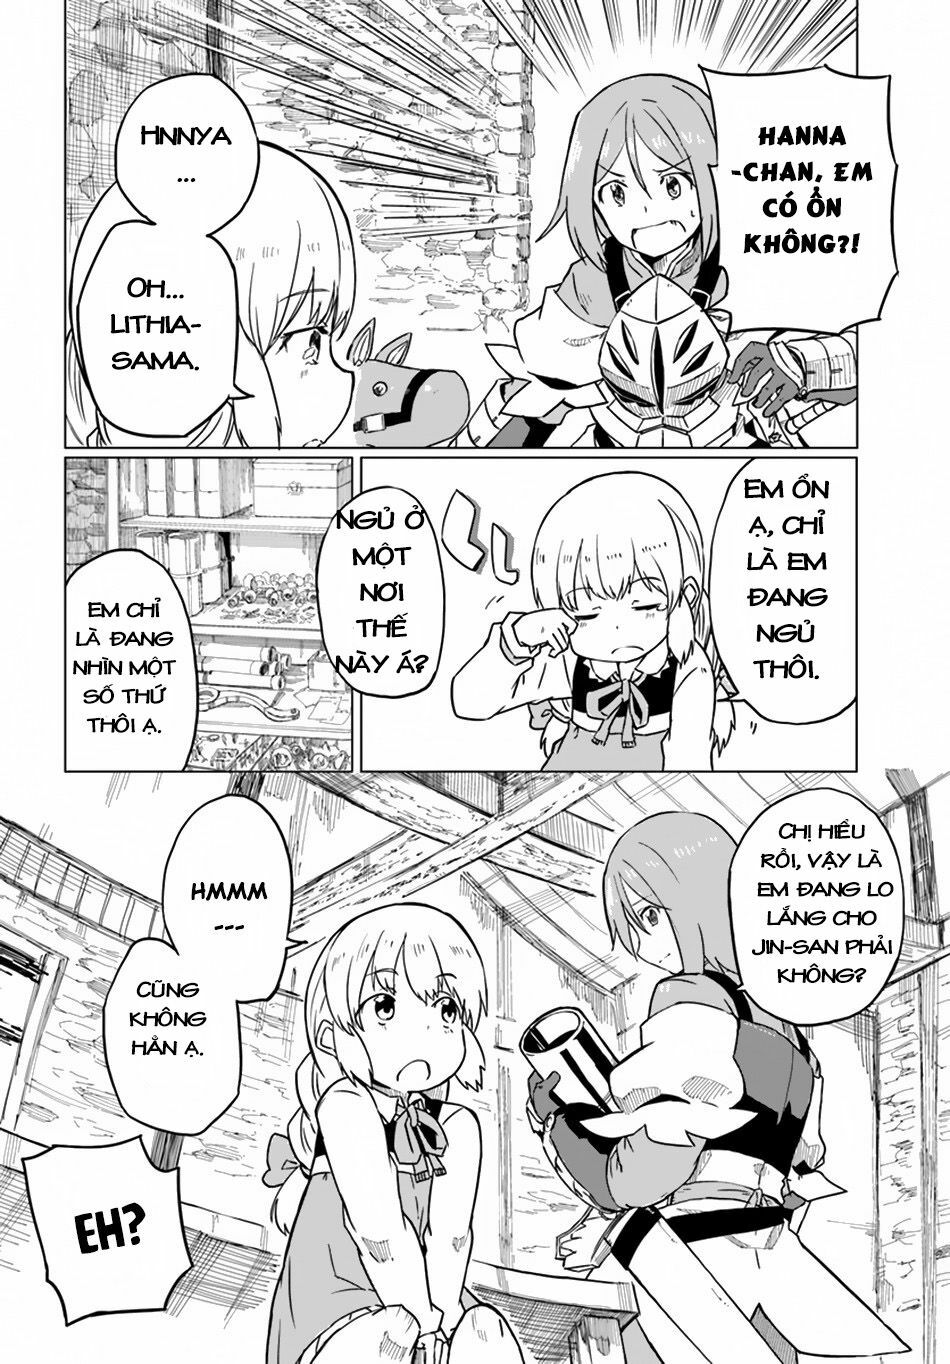 HANNA
-CHAN, EM
CÓ ỔN
KHÔNG?!
HNNYA
...
OH...
LITHIA-
SAMA.
EM ỔN
Ạ, CHỈ
LÀ EM
ĐANG
NGỦ
THÔI.
NGỦ Ở
MỘT
NƠI
THẾ
NÀY Á?
EM CHỈ
LÀ ĐANG
NHÌN MỘT
SỐ THỨ
THÔI Ạ.
CHỊ HIỂU
RỒI, VẬY LÀ
EM ĐANG LO
LẮNG CHO
JIN-SAN PHẢI
KHÔNG?
HMMM
---
CŨNG
KHÔNG
HẲN Ạ.
EH?